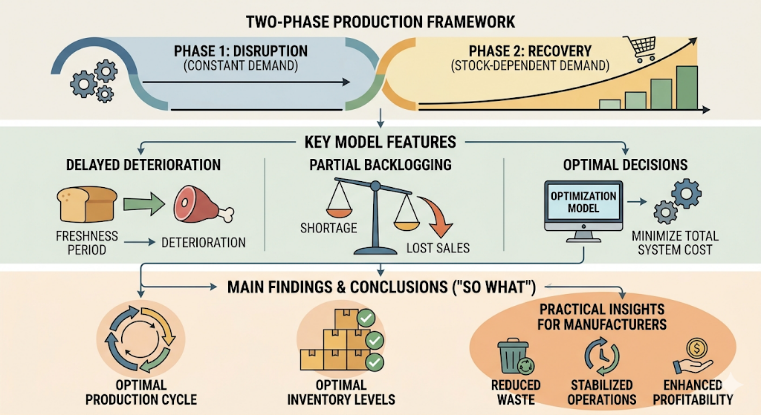 TWO-PHASE PRODUCTION FRAMEWORK
PHASE 1: DISRUPTION
(CONSTANT DEMAND)
PHASE 2: RECOVERY
(STOCK-DEPENDENT DEMAND)
KEY MODEL FEATURES
DELAYED DETERIORATION
FRESHNESS
PERIOD
DETERIORATION
PARTIAL BACKLOGGING
SHORTAGE
LOST SALES
OPTIMAL DECISIONS
OPTIMIZATION
MODEL
MINIMIZE TOTAL
SYSTEM COST
MAIN FINDINGS & CONCLUSIONS ("SO WHAT")
OPTIMAL
PRODUCTION CYCLE
OPTIMAL
INVENTORY LEVELS
PRACTICAL INSIGHTS
FOR MANUFACTURERS
$
REDUCED
WASTE
STABILIZED
OPERATIONS
ENHANCED
PROFITABILITY